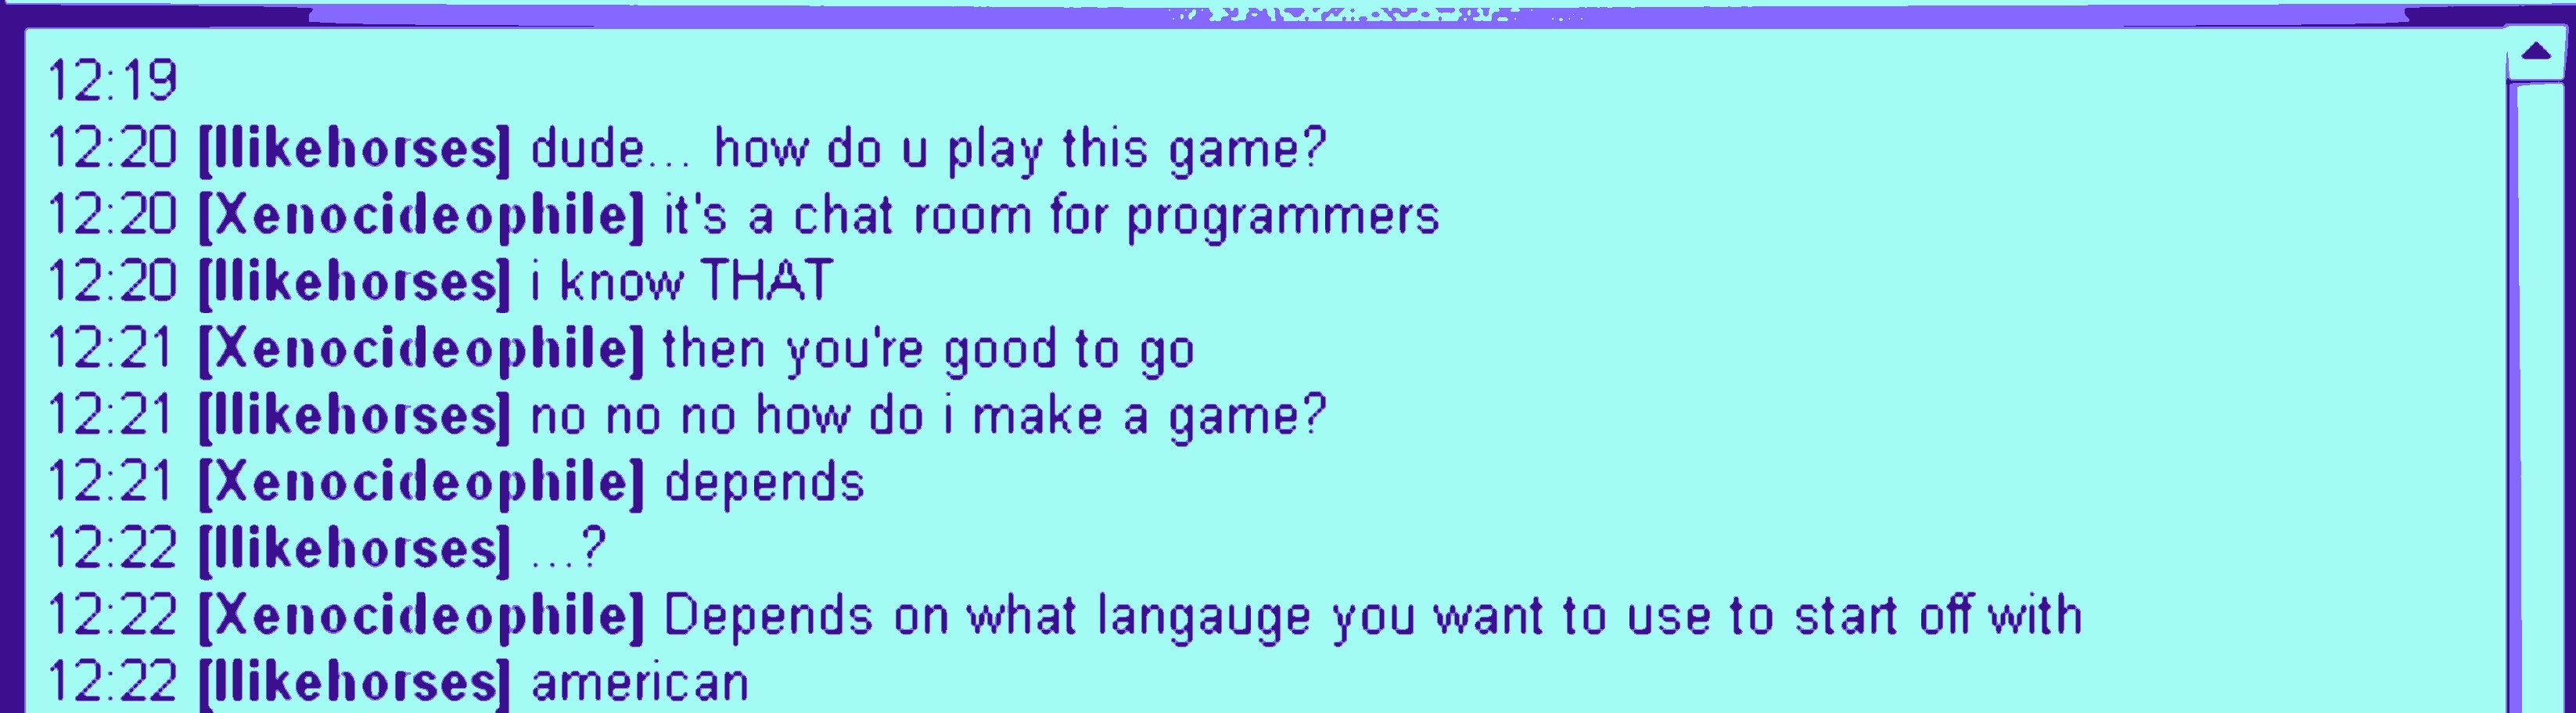 12:19
12:20 [Ilikehorses] dude... how do u play this game?
12:20 [Xenocideophile] it's a chat room for programmers
12:20 [Ilikehorses] i know THAT
12:21 [Xenocideophile] then you're good to go
12:21 [Ilikehorses] no no no how do i make a game?
12:21 [Xenocideophile] depends
12:22 [Ilikehorses] ...?
12:22 [Xenocideophile] Depends on what langauge you want to use to start off with
12:22 [Ilikehorses] american